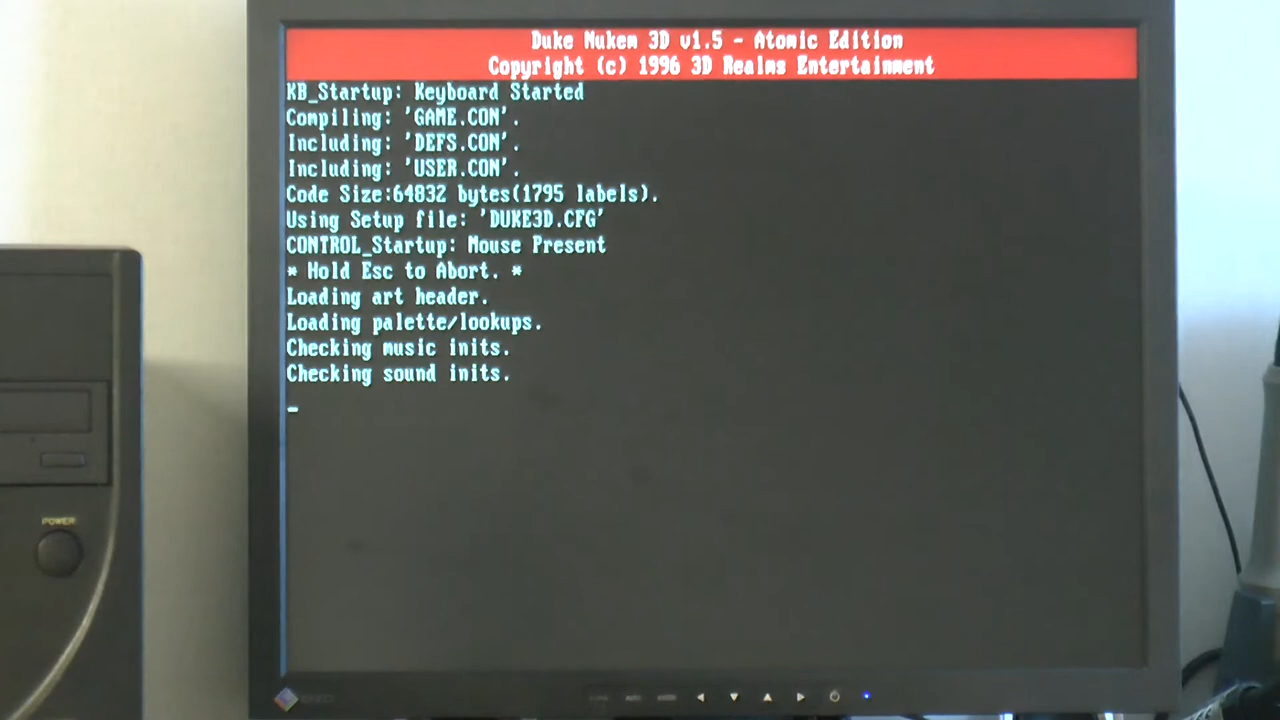 Duke Nukem 3D v1.5 - Atomic Edition
Copyright (c) 1996 3D Realms Entertainment
KB_Startup: Keyboard Started
Compiling: 'GAME.CON'.
Including: 'DEFS.CON'.
Including: 'USER.CON'.
Code Size:64832 bytes(1795 labels).
Using Setup file: 'DUKE3D.CFG'
CONTROL_Startup: Mouse Present
* Hold Esc to Abort. *
Loading art header.
Loading palette/lookups.
Checking music inits.
Checking sound inits.
POWER
AUTO